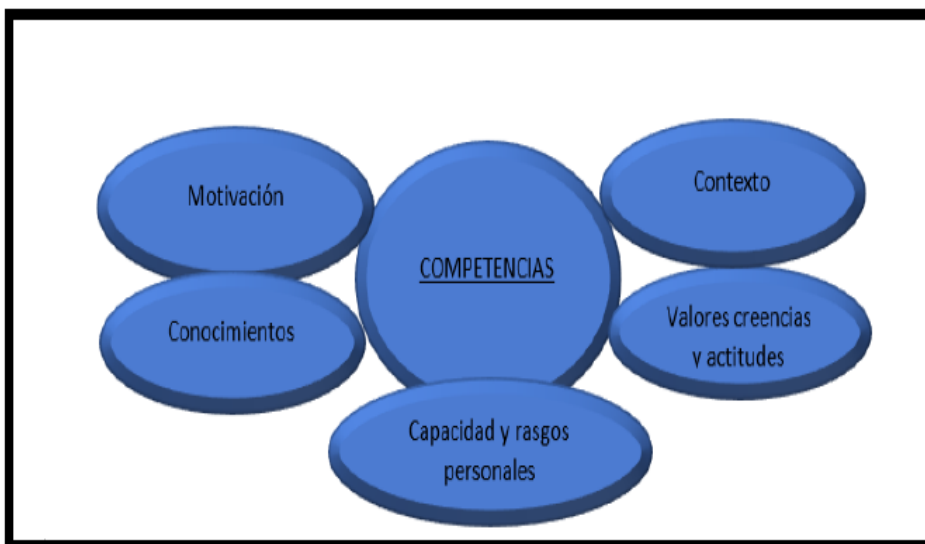 Motivación
Contexto
COMPETENCIAS
Conocimientos
Valores creencias
y actitudes
Capacidad y rasgos
personales